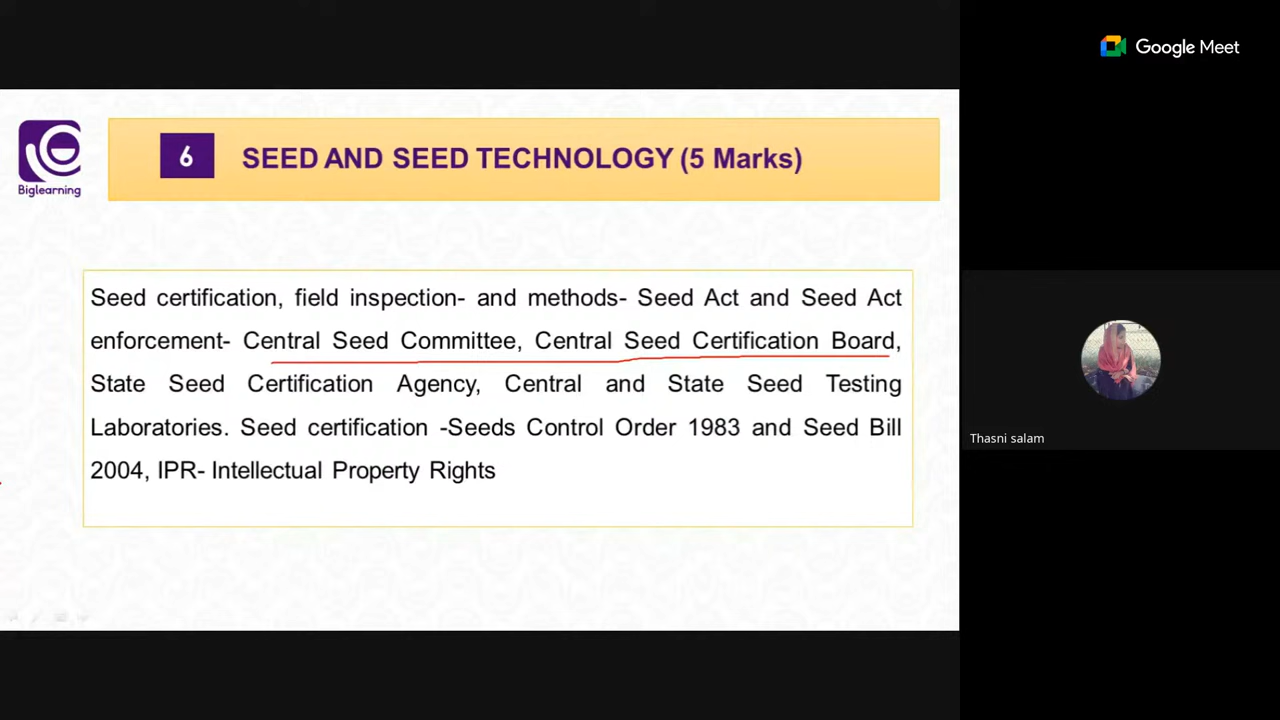 Google Meet
Biglearning
6
SEED AND SEED TECHNOLOGY (5 Marks)
Seed certification, field inspection- and methods- Seed Act and Seed Act
enforcement- Central Seed Committee, Central Seed Certification Board,
State Seed Certification Agency, Central and State Seed Testing
Laboratories. Seed certification -Seeds Control Order 1983 and Seed Bill
2004, IPR- Intellectual Property Rights
Thasni salam